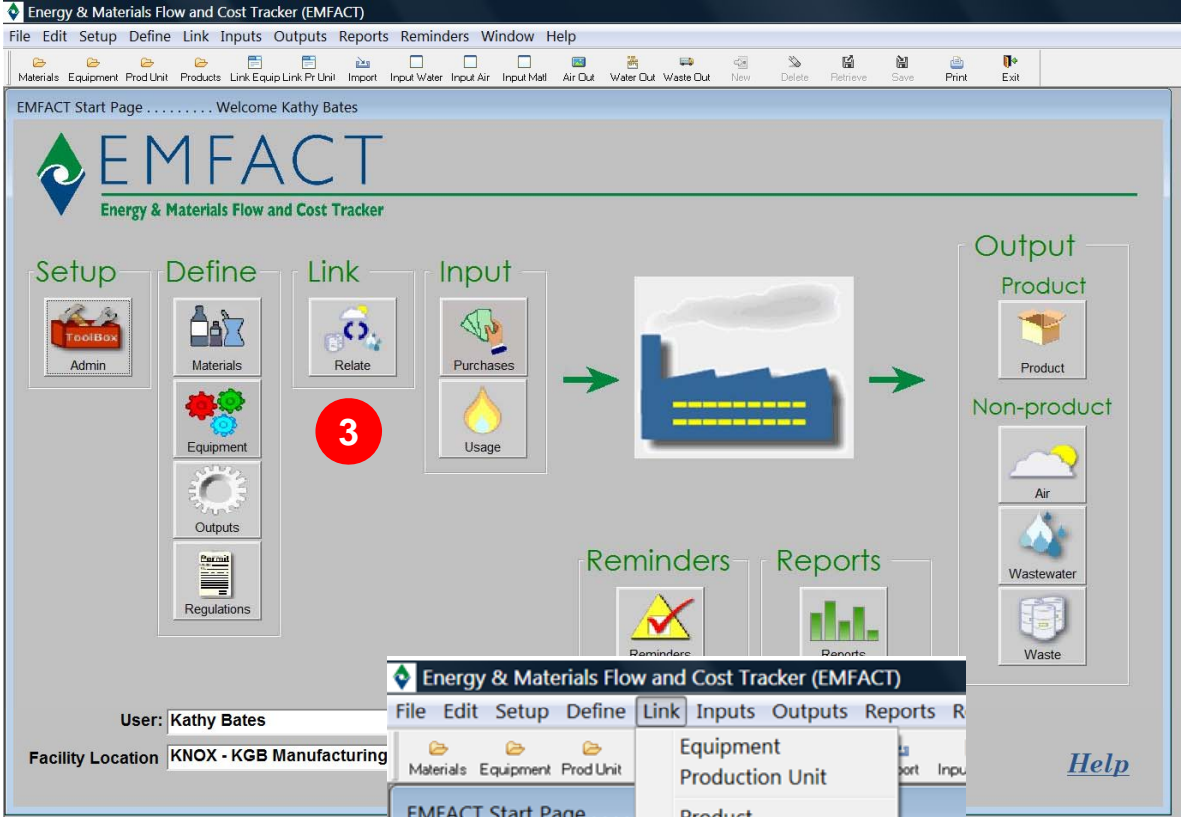 Energy & Materials Flow and Cost Tracker (EMFACT)
File Edit Setup Define Link Inputs Outputs Reports Reminders Window Help
Materials Equipment Prod Unit Products Link Equip Link Pr Unit Import Input Water Input Air Input Matl Air Out Water Out Waste Out New Delete Retrieve Save Print Exit
EMFACT Start Page . . . . . . . . . Welcome Kathy Bates
EMFACT
Energy & Materials Flow and Cost Tracker
Setup
ToolBox
Admin
Define
Materials
Equipment
Outputs
Permit
Regulations
Link
Relate
3
Input
Purchases
Usage
Output
Product
Product
Non-product
Air
Wastewater
Waste
Reminders
Reminders
Reports
Reports
User: Kathy Bates
Facility Location KNOX - KGB Manufacturing
Help
Energy & Materials Flow and Cost Tracker (EMFACT)
File Edit Setup Define Link Inputs Outputs Reports R
Materials Equipment Prod Unit
Equipment
Production Unit
Product
EMFACT Start Page